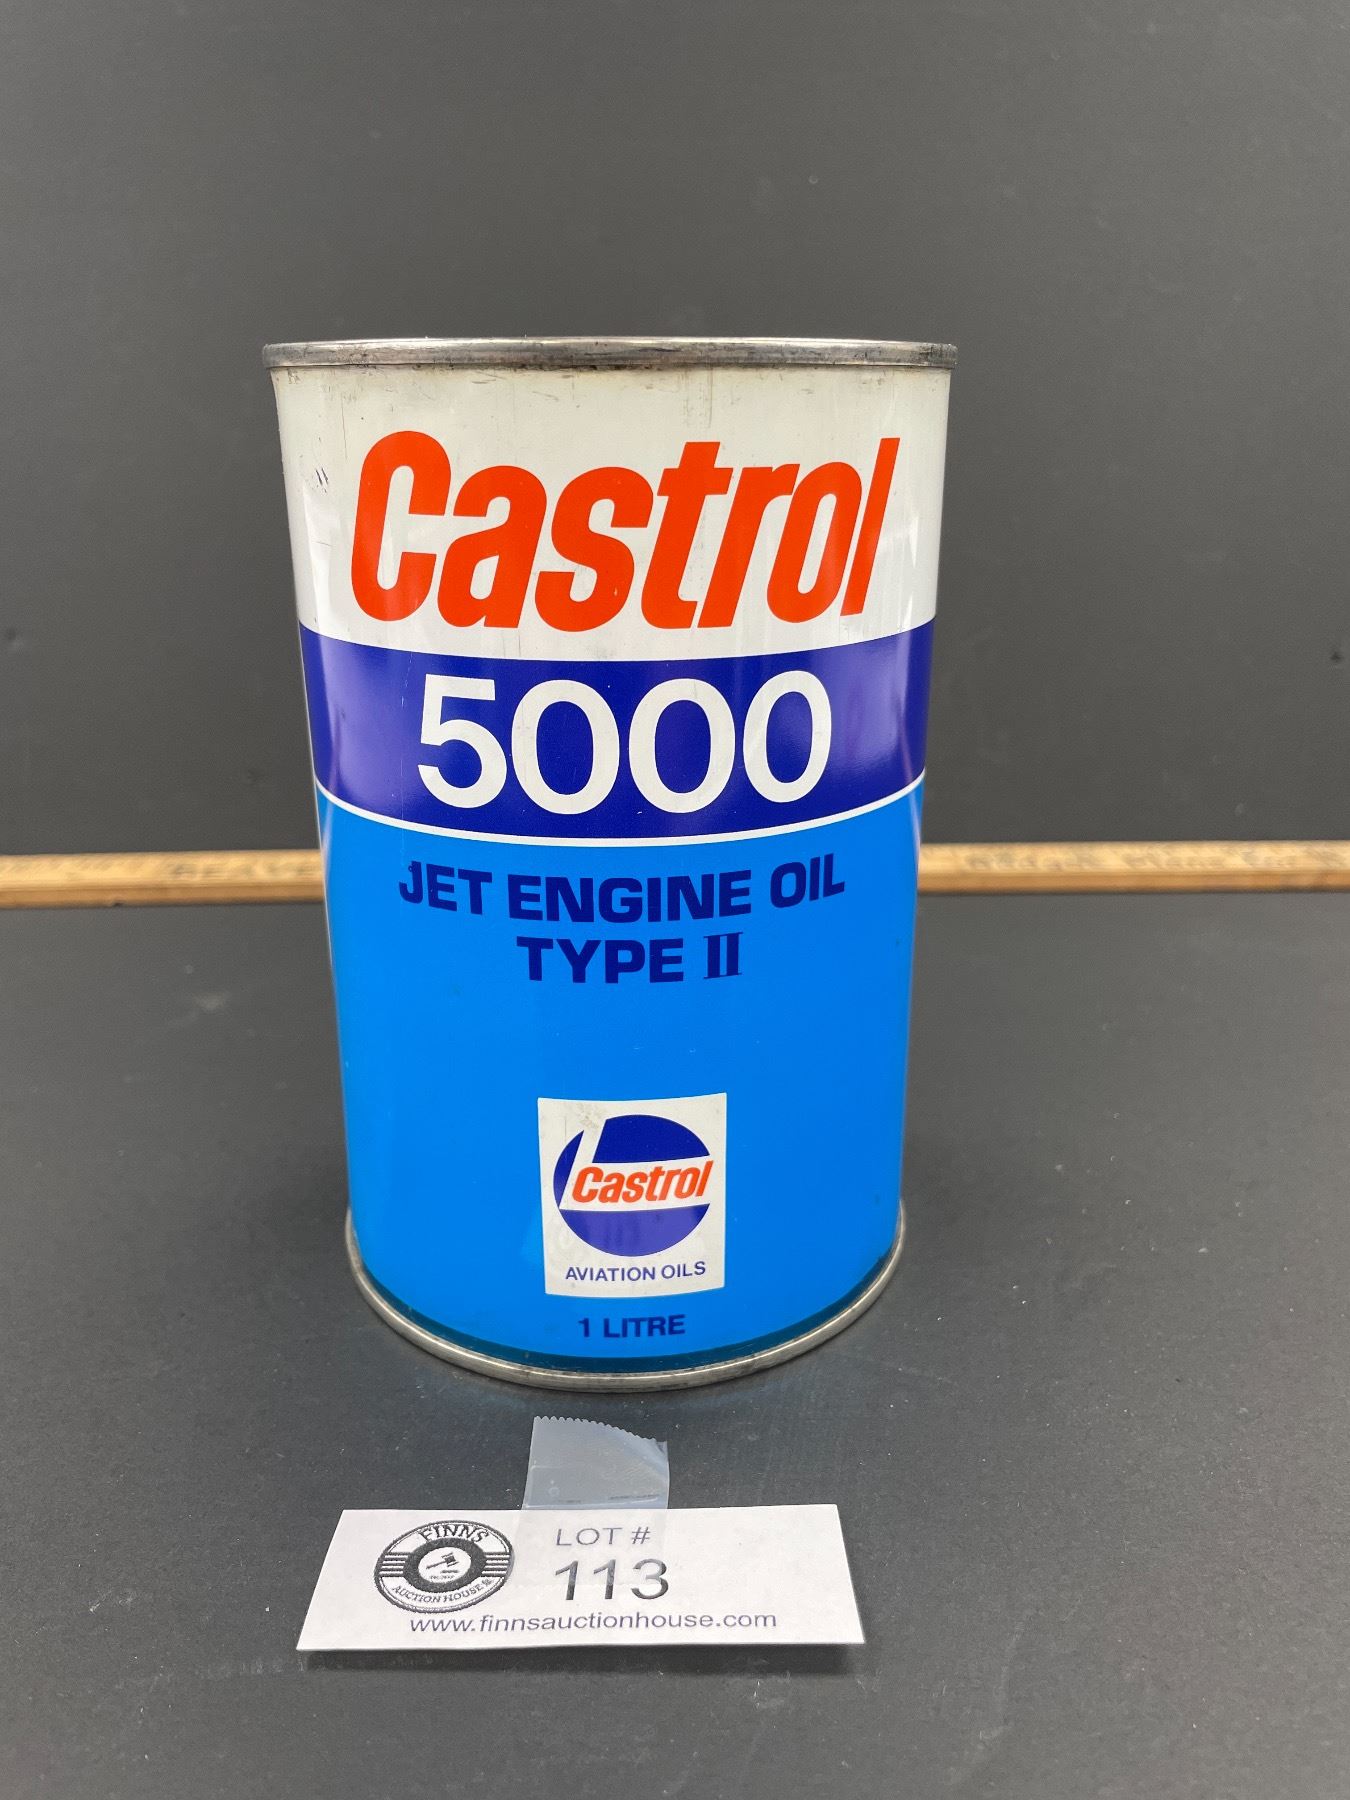 Castrol
5000
JET ENGINE OIL
TYPE II
Castrol
AVIATION OILS
1 LITRE
FINNS
AUCTION HOUSE
LOT #
113
www.finnsauctionhouse.com